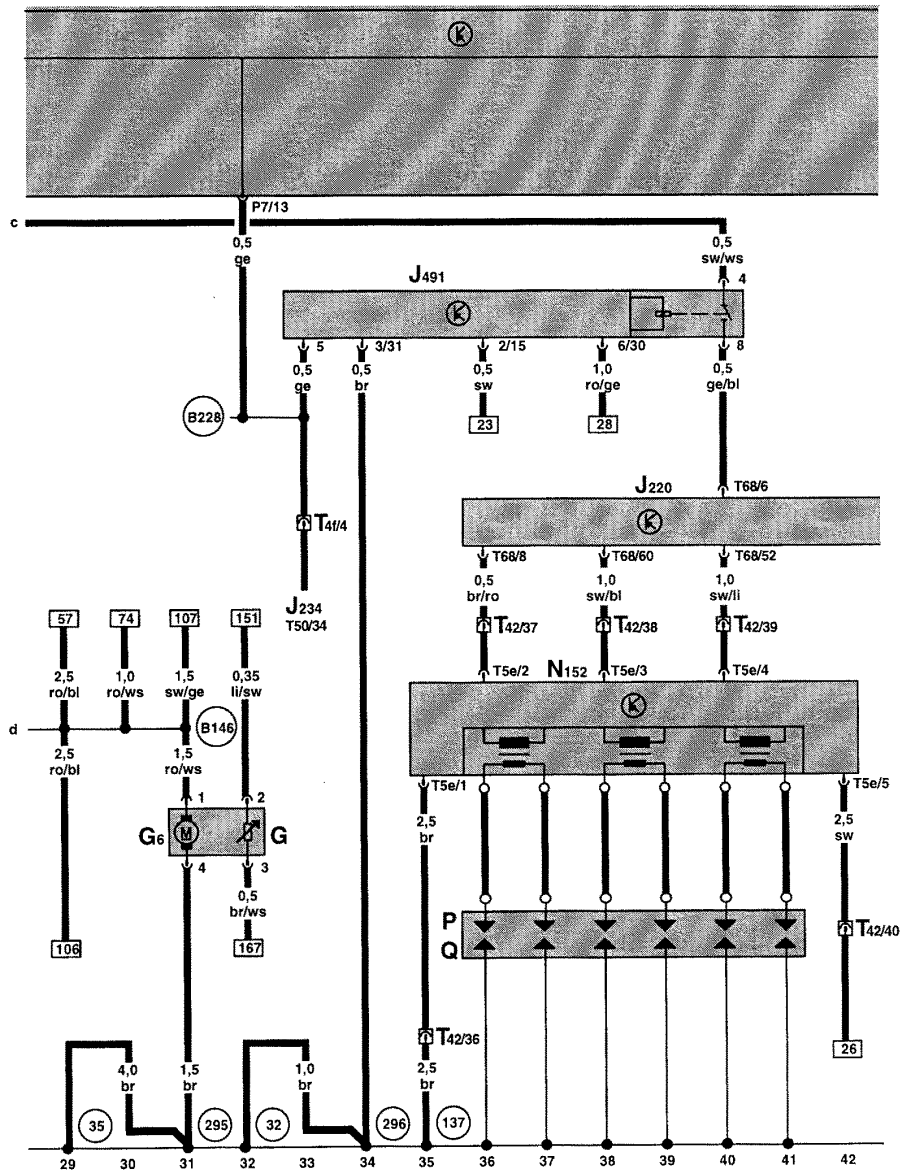 P7/13
c
0,5
ge
0,5
sw/ws
J491
4
5
3/31
2/15
6/30
8
0,5
ge
0,5
br
0,5
sw
1,0
ro/ge
0,5
ge/bl
B228
23
28
J220
T68/6
T4f/4
T68/8
T68/60
T68/52
0,5
br/ro
1,0
sw/bl
1,0
sw/li
J234
T50/34
57
74
107
151
T42/37
T42/38
T42/39
2,5
ro/bl
1,0
ro/ws
1,5
sw/ge
0,35
li/sw
N152
T5e/2
T5e/3
T5e/4
d
B146
2,5
ro/bl
1,5
ro/ws
T5e/1
T5e/5
1
2
2,5
br
2,5
sw
G6
M
G
4
3
0,5
br/ws
P
Q
T42/40
106
167
T42/36
26
4,0
br
1,5
br
1,0
br
2,5
br
35
295
32
296
137
29
30
31
32
33
34
35
36
37
38
39
40
41
42